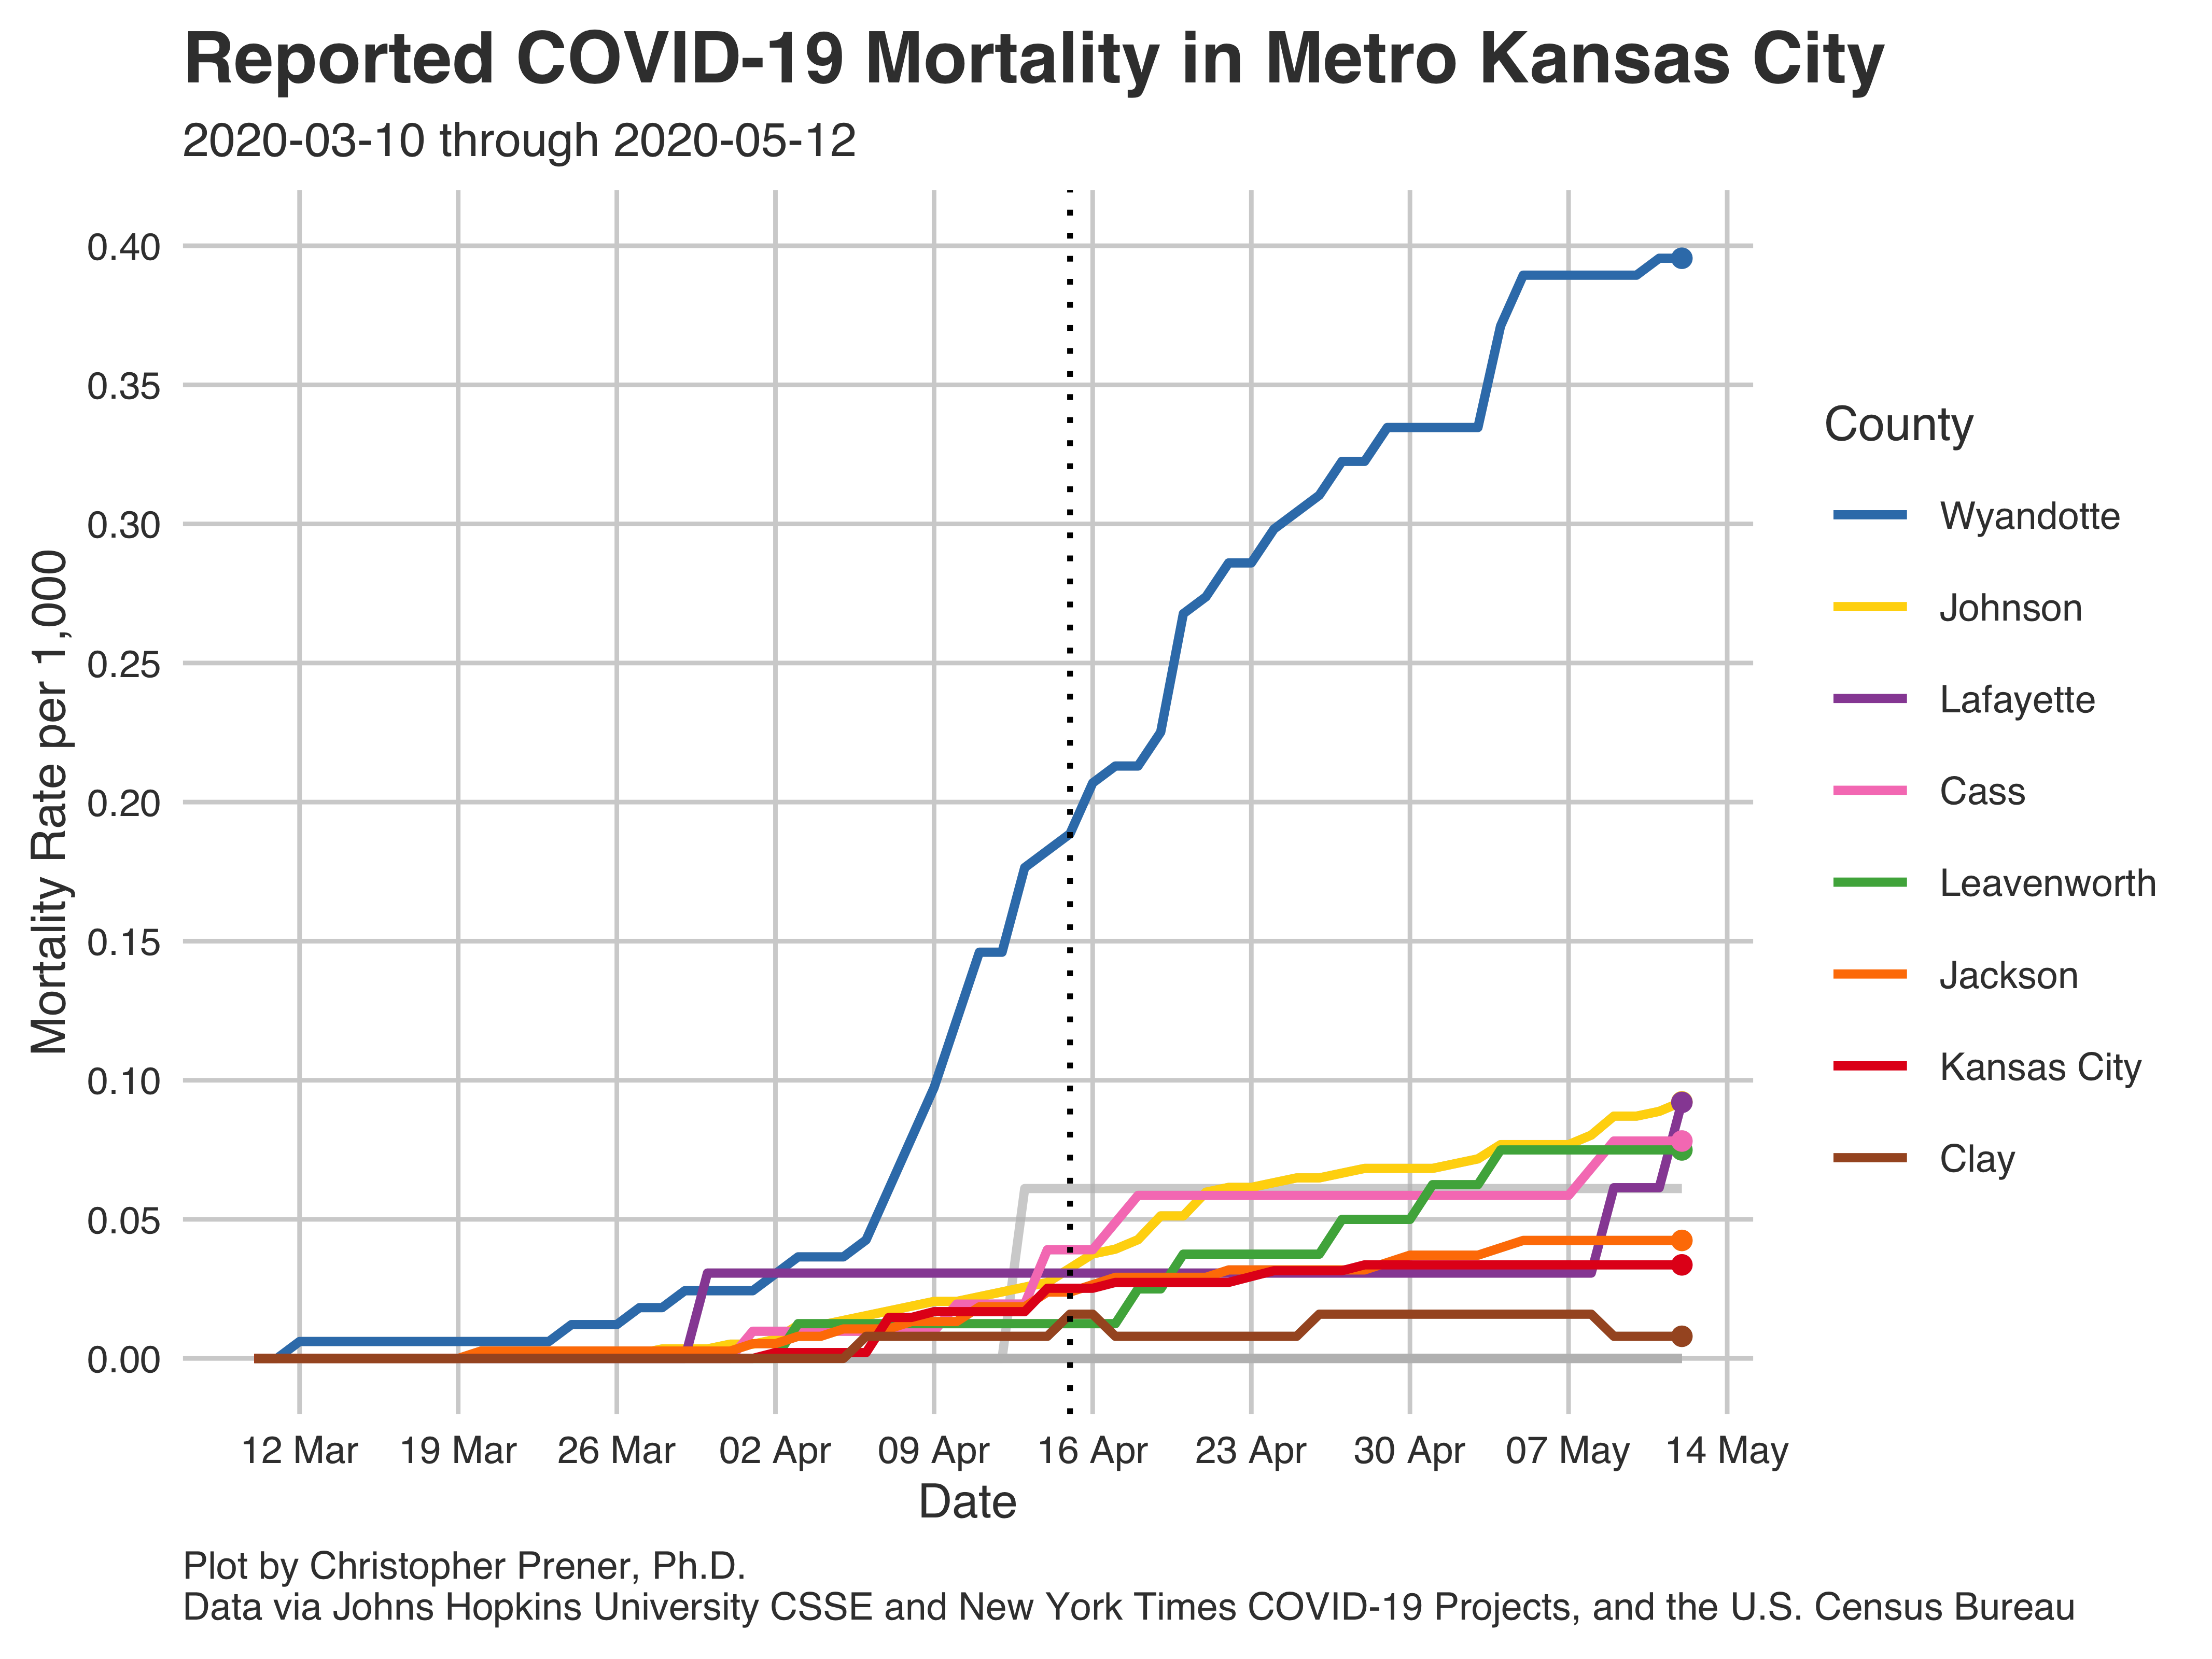 Reported COVID-19 Mortality in Metro Kansas City
2020-03-10 through 2020-05-12
0.40
0.35
0.30
0.25
0.20
0.15
0.10
0.05
0.00
Mortality Rate per 1,000
12 Mar
19 Mar
26 Mar
02 Apr
09 Apr
16 Apr
23 Apr
30 Apr
07 May
14 May
Date
County
Wyandotte
Johnson
Lafayette
Cass
Leavenworth
Jackson
Kansas City
Clay
Plot by Christopher Prener, Ph.D.
Data via Johns Hopkins University CSSE and New York Times COVID-19 Projects, and the U.S. Census Bureau